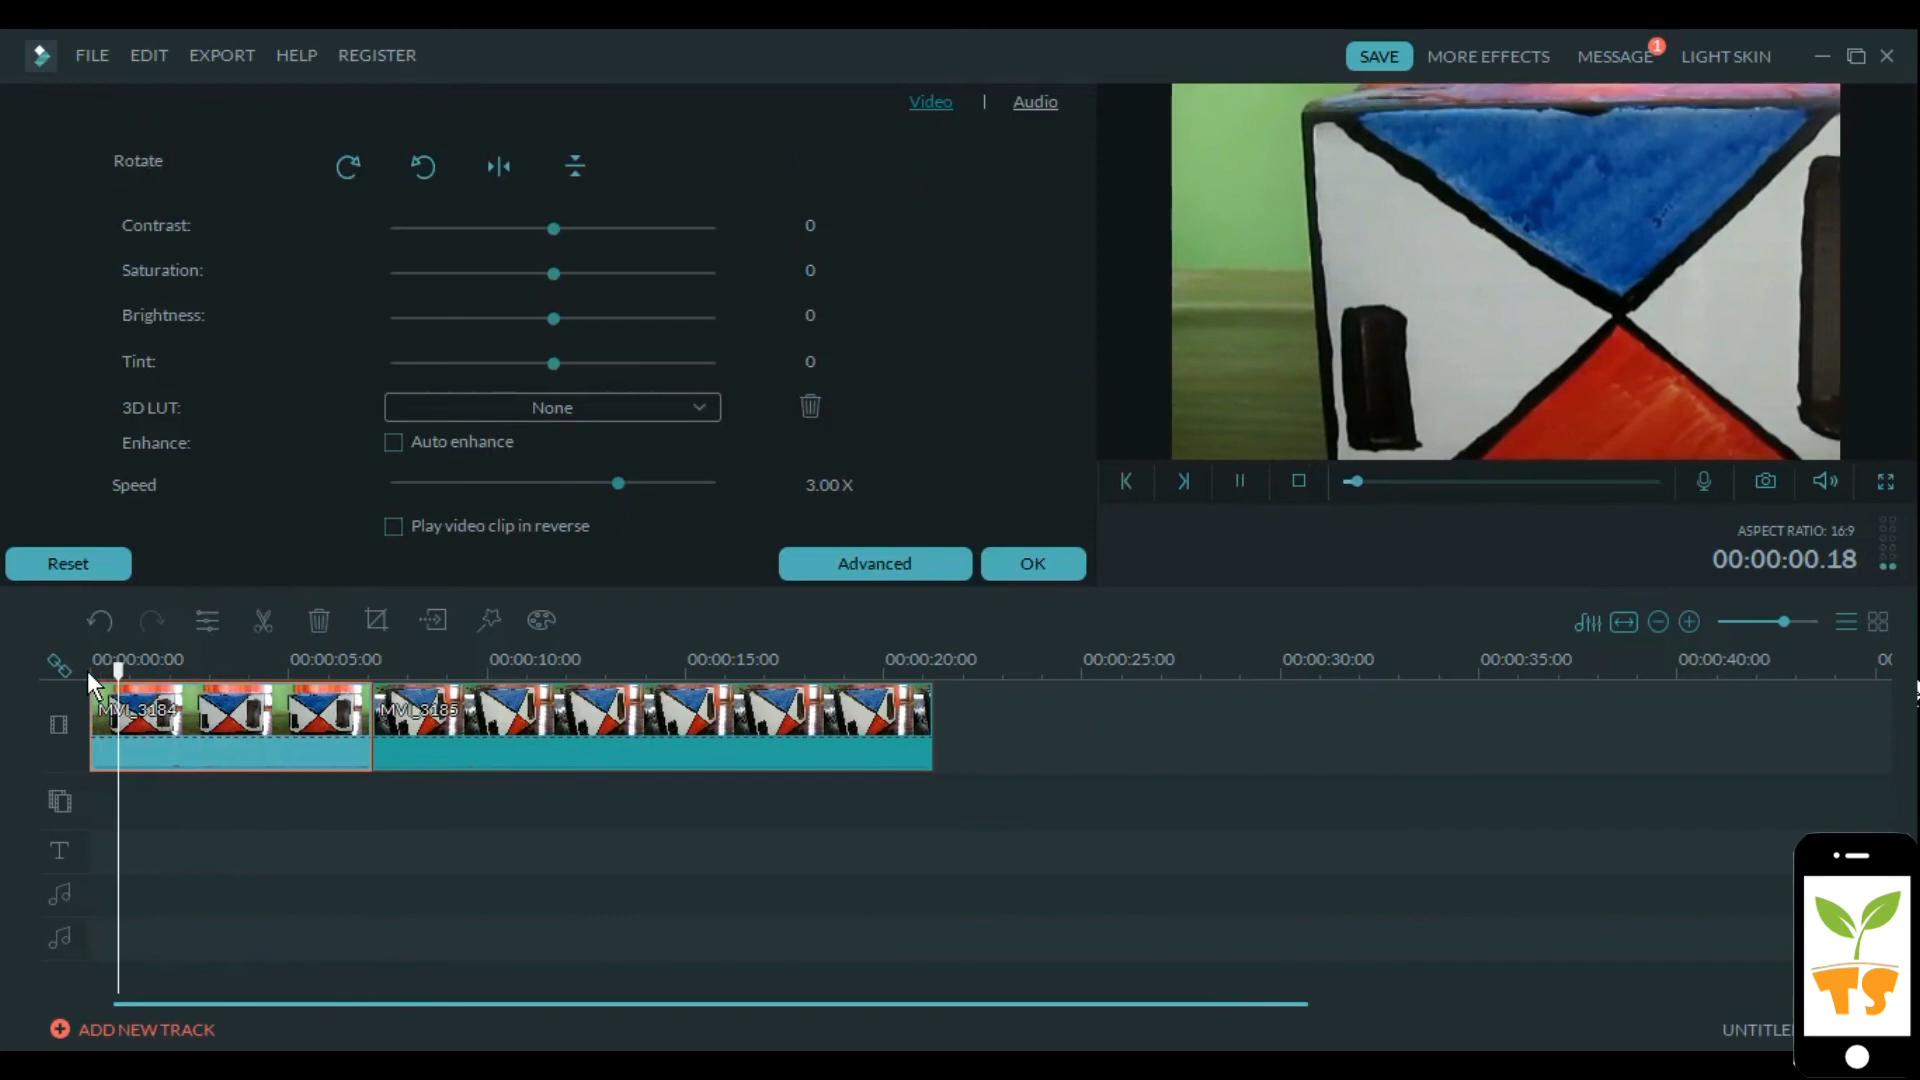 FILE EDIT EXPORT HELP REGISTER
SAVE MORE EFFECTS MESSAGE 1 LIGHT SKIN
Video | Audio
Rotate
Contrast: 0
Saturation: 0
Brightness: 0
Tint: 0
3D LUT: None
Enhance: Auto enhance
Speed 3.00 X
Play video clip in reverse
Reset Advanced OK
ASPECT RATIO: 16:9
00:00:00.18
00:00:00:00 00:00:05:00 00:00:10:00 00:00:15:00 00:00:20:00 00:00:25:00 00:00:30:00 00:00:35:00 00:00:40:00 00
MVI_3184 MVI_3185
T
ADD NEW TRACK
UNTITLE
TS